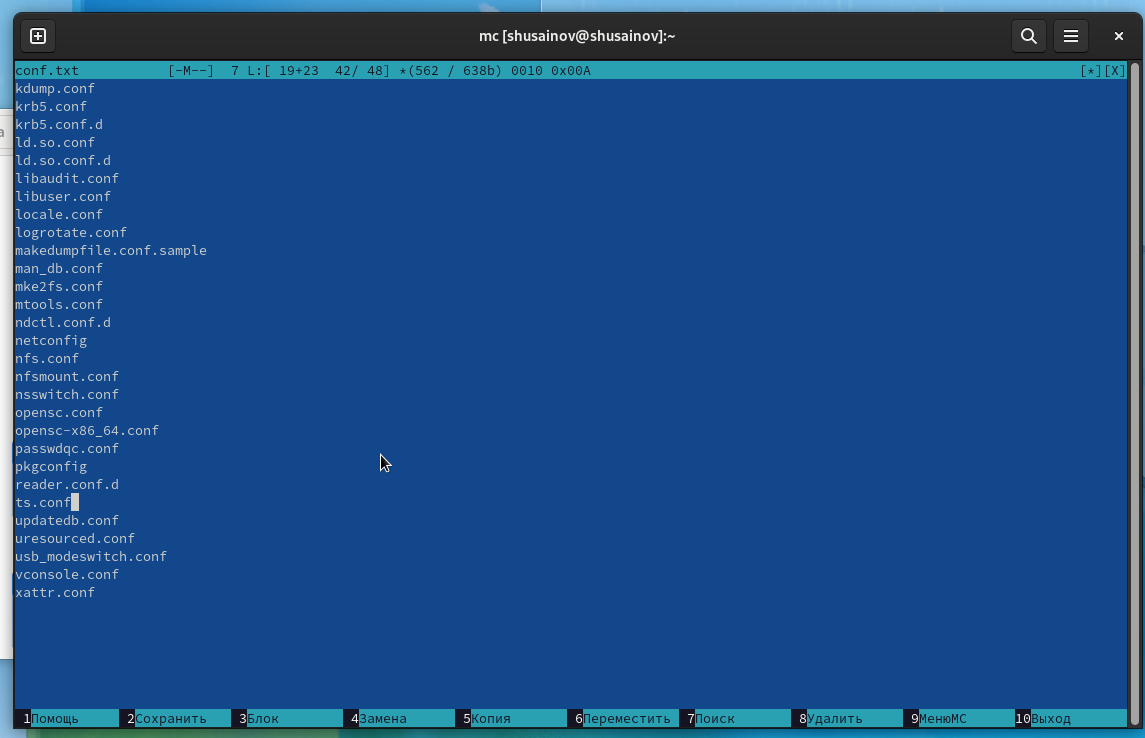 mc [shusainov@shusainov]:~
conf.txt [-M--] 7 L:[ 19+23 42/ 48] *(562 / 638b) 0010 0x00A [*][X]
kdump.conf
krb5.conf
krb5.conf.d
ld.so.conf
ld.so.conf.d
libaudit.conf
libuser.conf
locale.conf
logrotate.conf
makedumpfile.conf.sample
man_db.conf
mke2fs.conf
mtools.conf
ndctl.conf.d
netconfig
nfs.conf
nfsmount.conf
nsswitch.conf
opensc.conf
opensc-x86_64.conf
passwdqc.conf
pkgconfig
reader.conf.d
ts.conf
updatedb.conf
uresourced.conf
usb_modeswitch.conf
vconsole.conf
xattr.conf
1Помощь 2Сохранить 3Блок 4Замена 5Копия 6Переместить 7Поиск 8Удалить 9МенюМС 10Выход